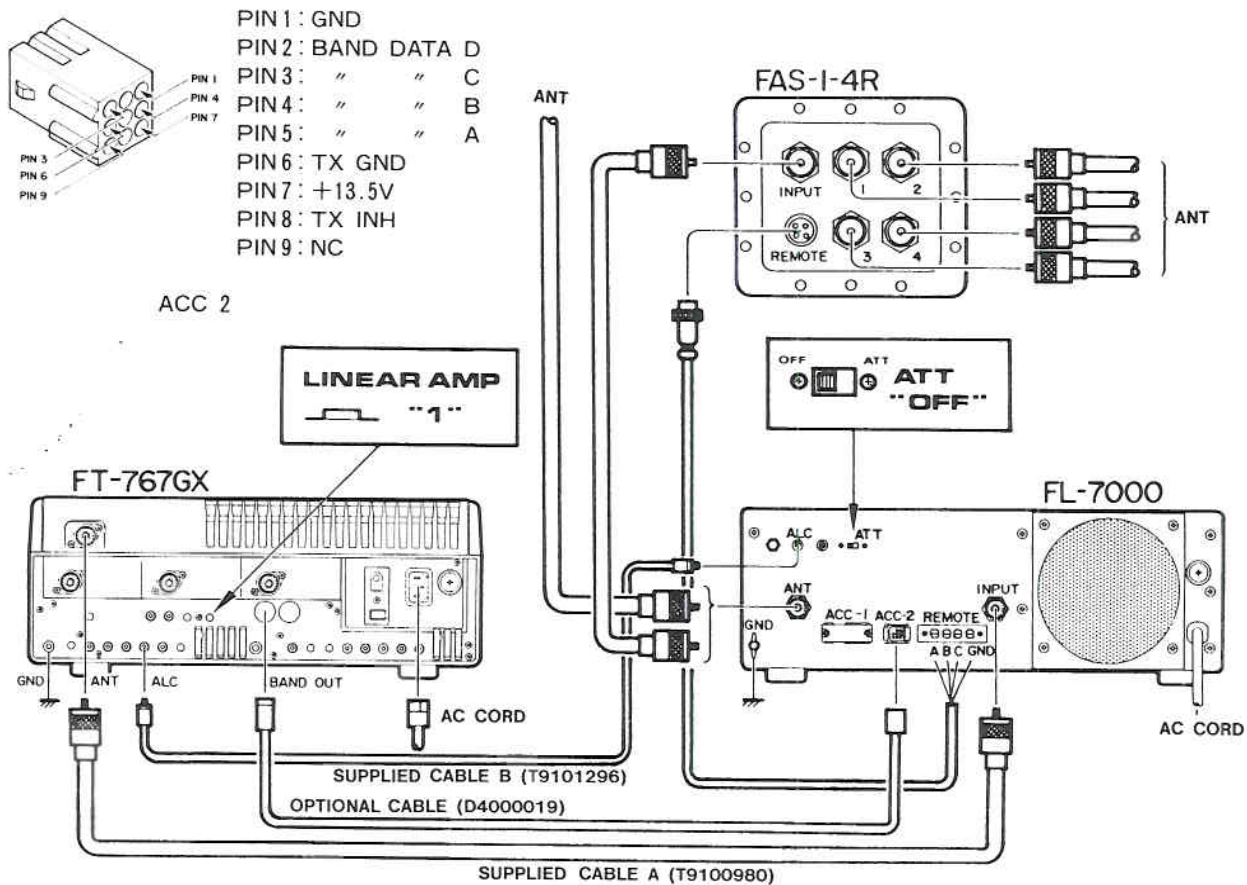 PIN 1 : GND
PIN 2 : BAND DATA D
PIN 3 : " " C
PIN 4 : " " B
PIN 5 : " " A
PIN 6 : TX GND
PIN 7 : +13.5V
PIN 8 : TX INH
PIN 9 : NC
PIN 1
PIN 4
PIN 7
PIN 3
PIN 6
PIN 9
ACC 2
ANT
FAS-1-4R
INPUT
1
2
REMOTE
3
4
ANT
LINEAR AMP
"1"
OFF
ATT
ATT
"OFF"
FT-767GX
GND
ANT
ALC
BAND OUT
AC CORD
FL-7000
ALC
ATT
ANT
GND
ACC-1
ACC-2
REMOTE
A B C GND
INPUT
AC CORD
SUPPLIED CABLE B (T9101296)
OPTIONAL CABLE (D4000019)
SUPPLIED CABLE A (T9100980)